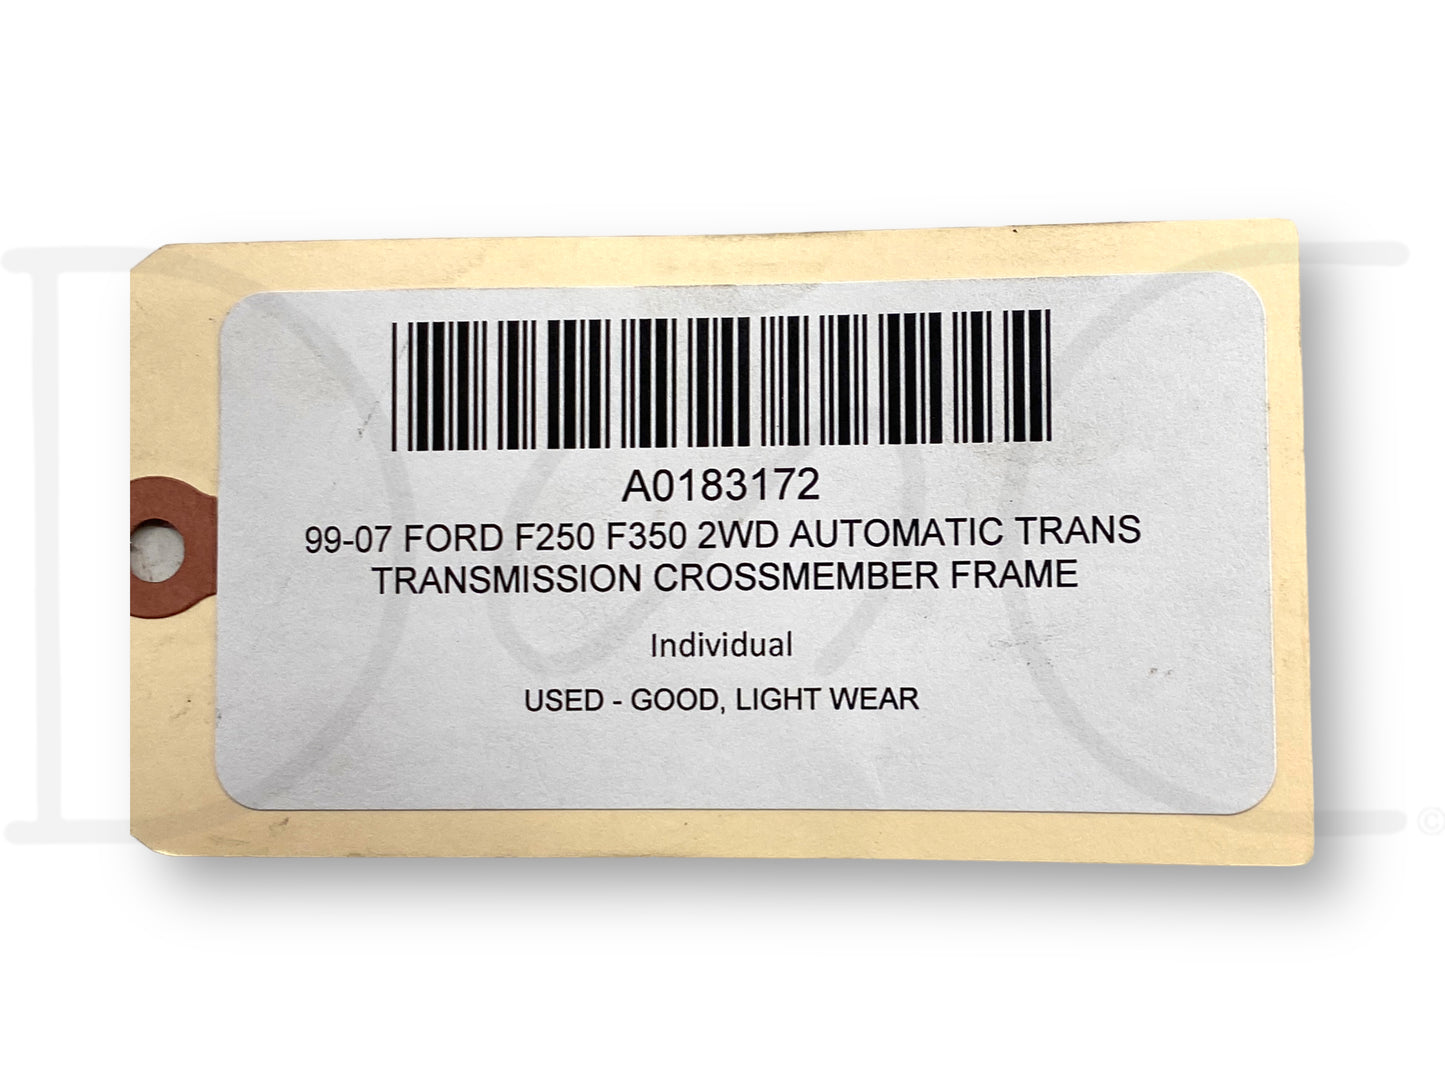 A0183172
99-07 FORD F250 F350 2WD AUTOMATIC TRANS
TRANSMISSION CROSSMEMBER FRAME
Individual
USED - GOOD, LIGHT WEAR